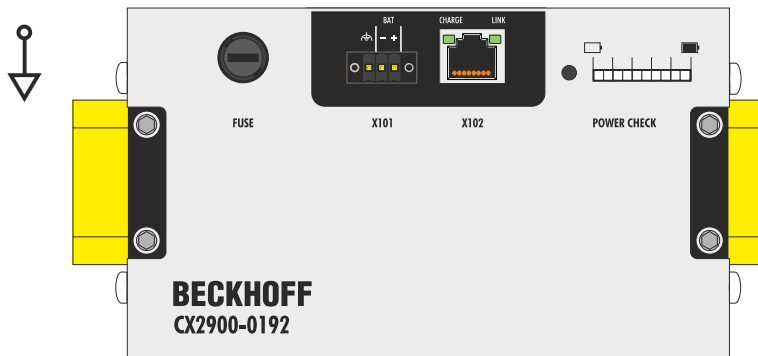 BAT
CHARGE LINK
- +
FUSE X101 X102 POWER CHECK
BECKHOFF
CX2900-0192